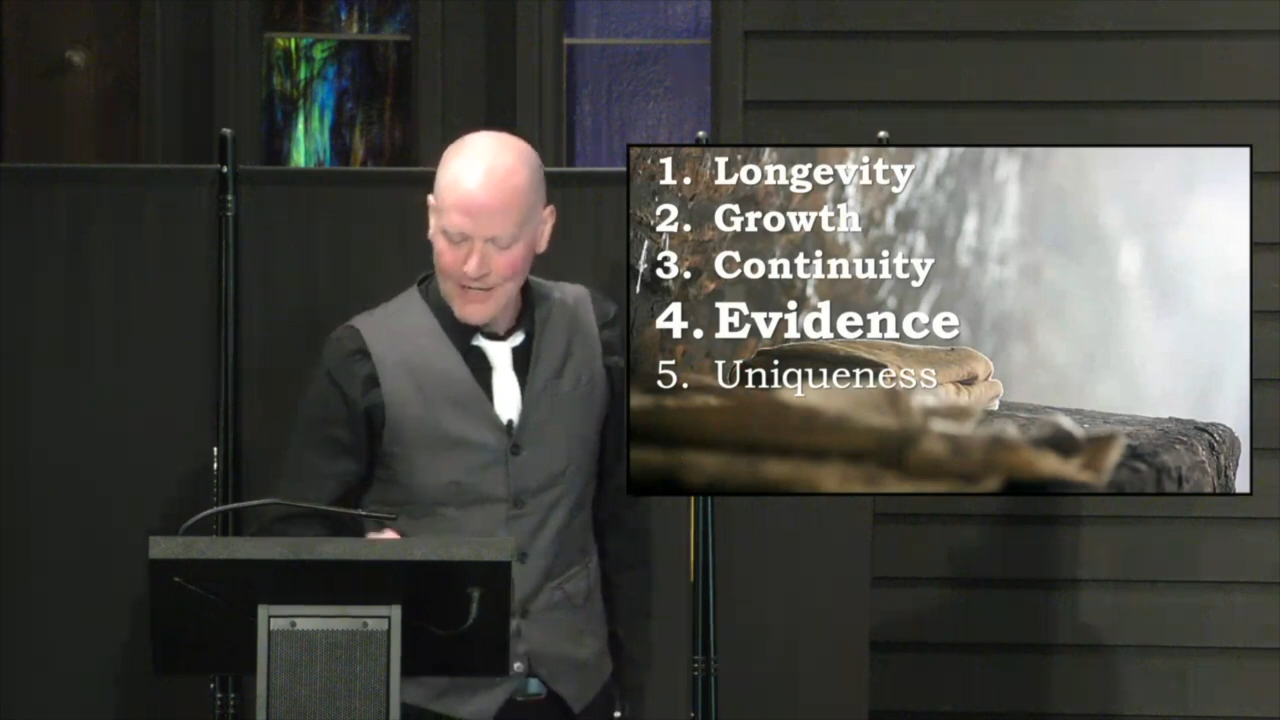 1. Longevity
2. Growth
3. Continuity
4. Evidence
5. Uniqueness